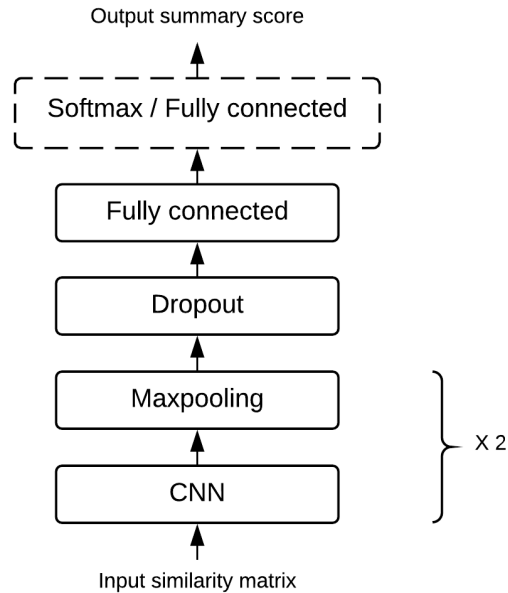 Output summary score
Softmax / Fully connected
Fully connected
Dropout
Maxpooling
X 2
CNN
Input similarity matrix